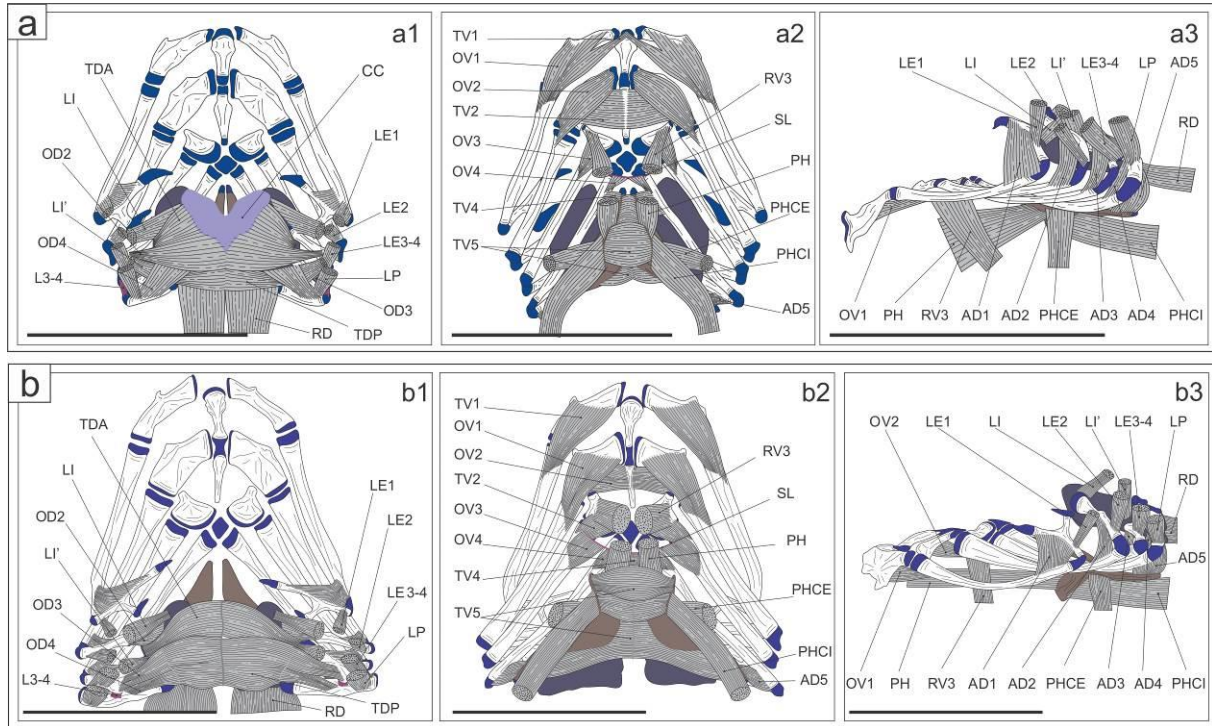 a
a1
TDA
CC
LI
LE1
OD2
LI'
LE2
OD4
LE3-4
L3-4
LP
OD3
RD
TDP
a2
TV1
OV1
OV2
RV3
TV2
SL
OV3
PH
OV4
TV4
PHCE
TV5
PHCI
AD5
a3
LE1 LI LE2 LI' LE3-4 LP AD5
RD
OV1 PH RV3 AD1 AD2 PHCE AD3 AD4 PHCI
b
b1
TDA
LI
LE1
OD2
LE2
LI'
OD3
LE3-4
OD4
LP
L3-4
RD
TDP
b2
TV1
OV1
OV2
RV3
TV2
SL
OV3
OV4
PH
TV4
PHCE
TV5
PHCI
AD5
b3
OV2 LE1 LI LE2 LI' LE3-4 LP
RD
AD5
OV1 PH RV3 AD1 AD2 PHCE AD3 AD4 PHCI